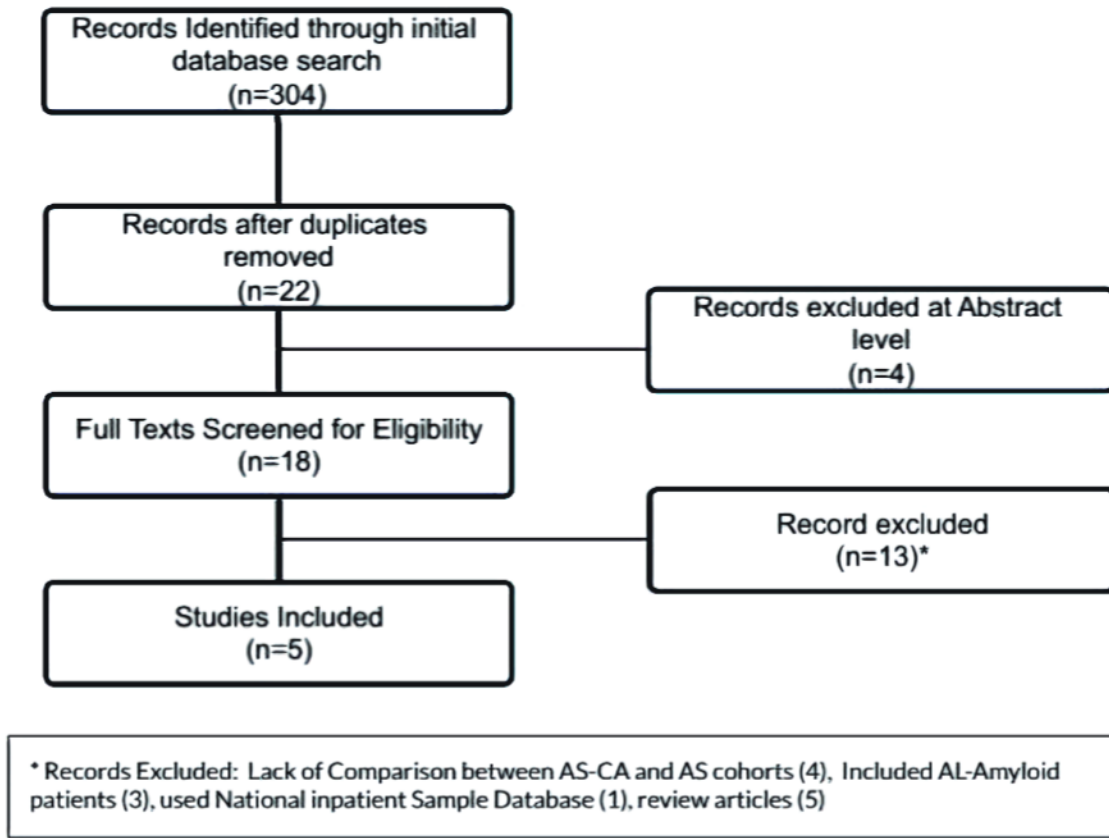 Records Identified through initial
database search
(n=304)
Records after duplicates
removed
(n=22)
Records excluded at Abstract
level
(n=4)
Full Texts Screened for Eligibility
(n=18)
Record excluded
(n=13)*
Studies Included
(n=5)
* Records Excluded: Lack of Comparison between AS-CA and AS cohorts (4), Included AL-Amyloid
patients (3), used National inpatient Sample Database (1), review articles (5)